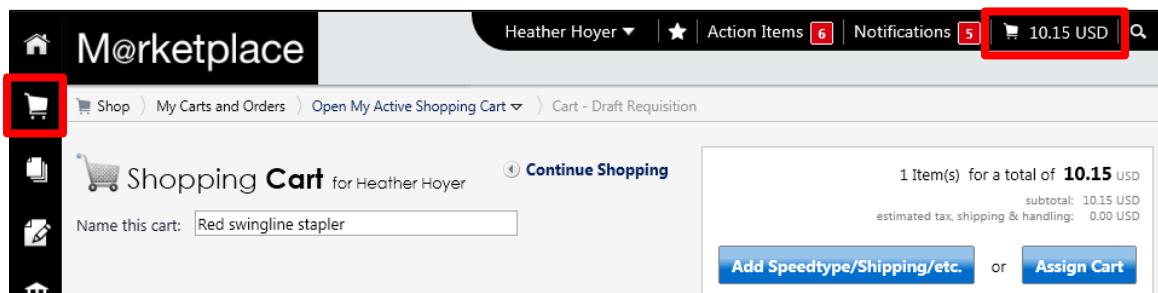 M@rketplace
Heather Hoyer ▼ ★ Action Items 6 Notifications 5 10.15 USD
Shop 〉 My Carts and Orders 〉 Open My Active Shopping Cart ▽ 〉 Cart - Draft Requisition
Shopping Cart for Heather Hoyer
Continue Shopping
Name this cart: Red swingline stapler
1 Item(s) for a total of 10.15 USD
subtotal: 10.15 USD
estimated tax, shipping & handling: 0.00 USD
Add Speedtype/Shipping/etc. or Assign Cart